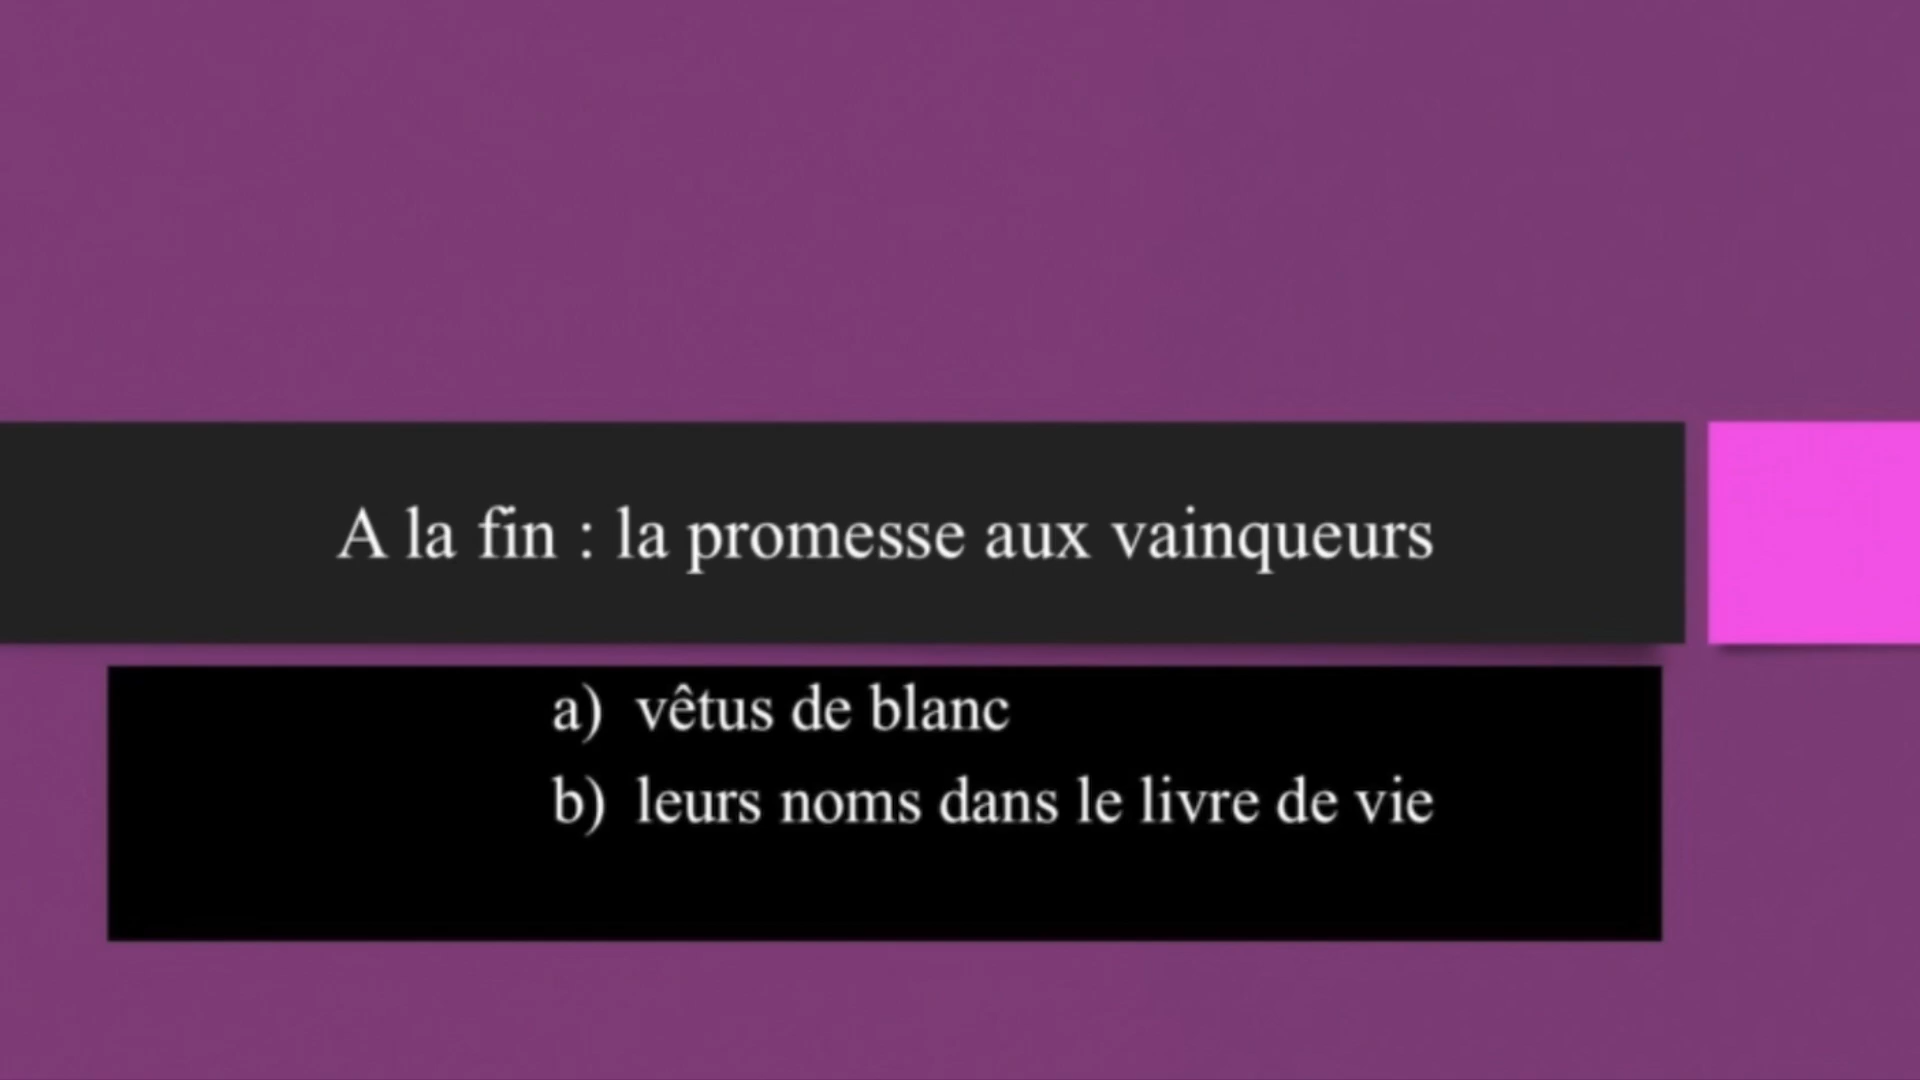 A la fin : la promesse aux vainqueurs
a) vêtus de blanc
b) leurs noms dans le livre de vie